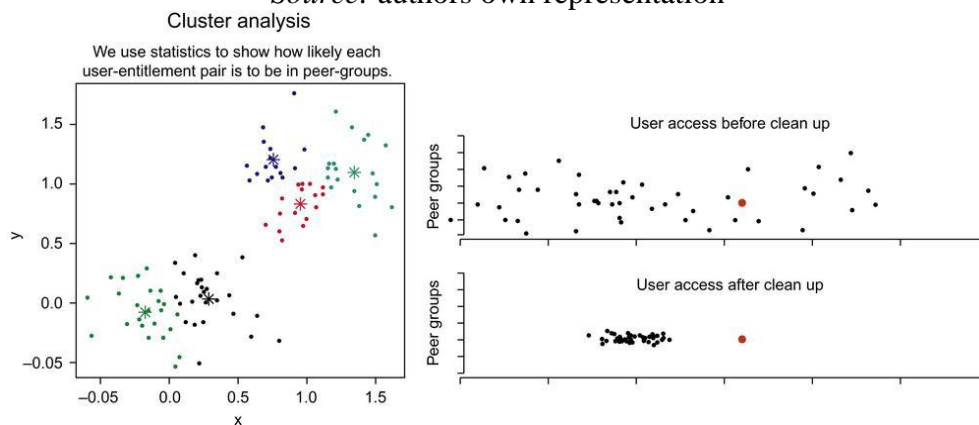 Source: authors own representation
Cluster analysis
We use statistics to show how likely each
user-entitlement pair is to be in peer-groups.
1.5
1.0
0.5
0.0
−0.05
y
−0.05 0.0 0.5 1.0 1.5
x
User access before clean up
Peer groups
User access after clean up
Peer groups